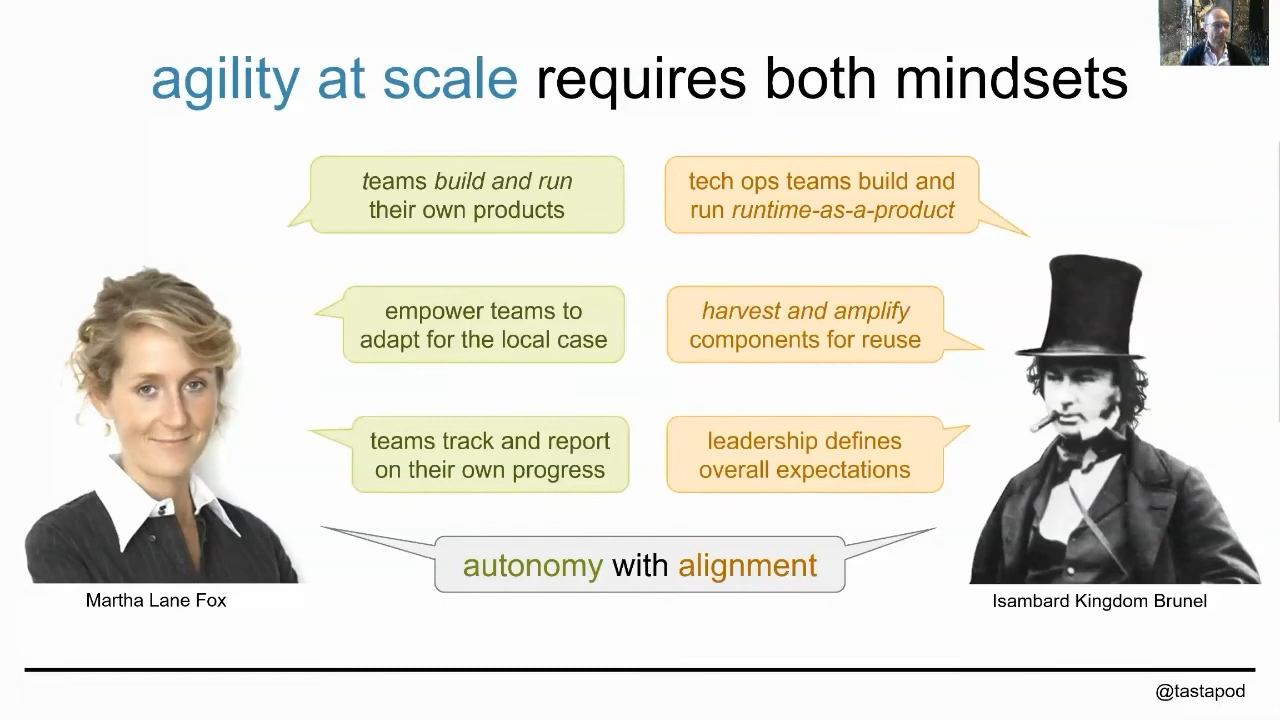 agility at scale requires both mindsets
teams build and run
their own products
tech ops teams build and
run runtime-as-a-product
empower teams to
adapt for the local case
harvest and amplify
components for reuse
teams track and report
on their own progress
leadership defines
overall expectations
autonomy with alignment
Martha Lane Fox
Isambard Kingdom Brunel
@tastapod